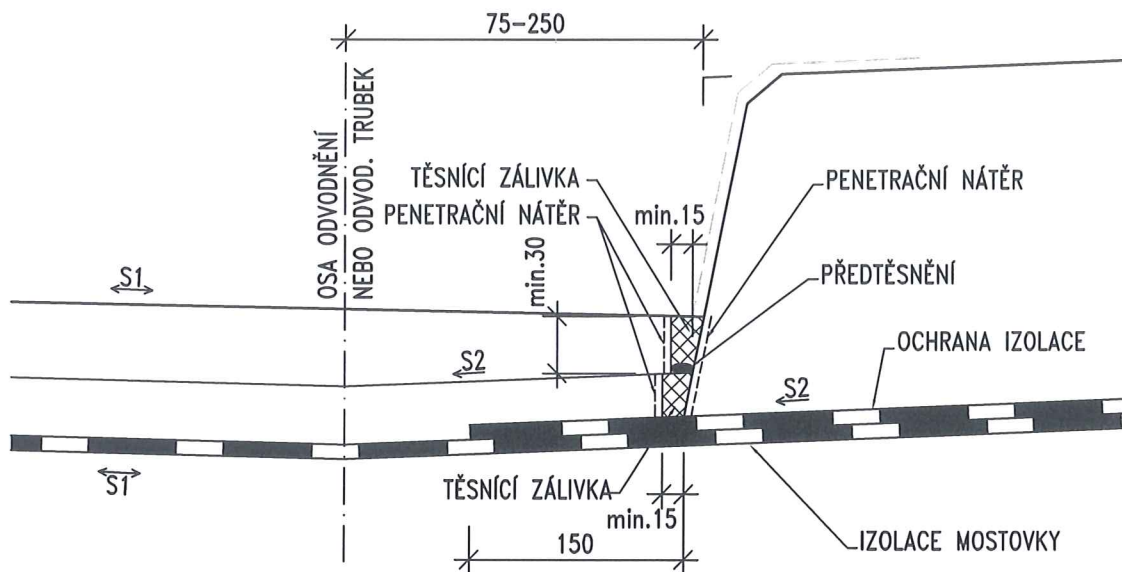 75-250
OSA ODVODNĚNÍ
NEBO ODVOD. TRUBEK
TĚSNÍCÍ ZÁLIVKA
PENETRAČNÍ NÁTĚR
min.15
PENETRAČNÍ NÁTĚR
min.30
PŘEDTĚSNĚNÍ
S1
OCHRANA IZOLACE
S2
S2
S1
TĚSNÍCÍ ZÁLIVKA
min.15
150
IZOLACE MOSTOVKY